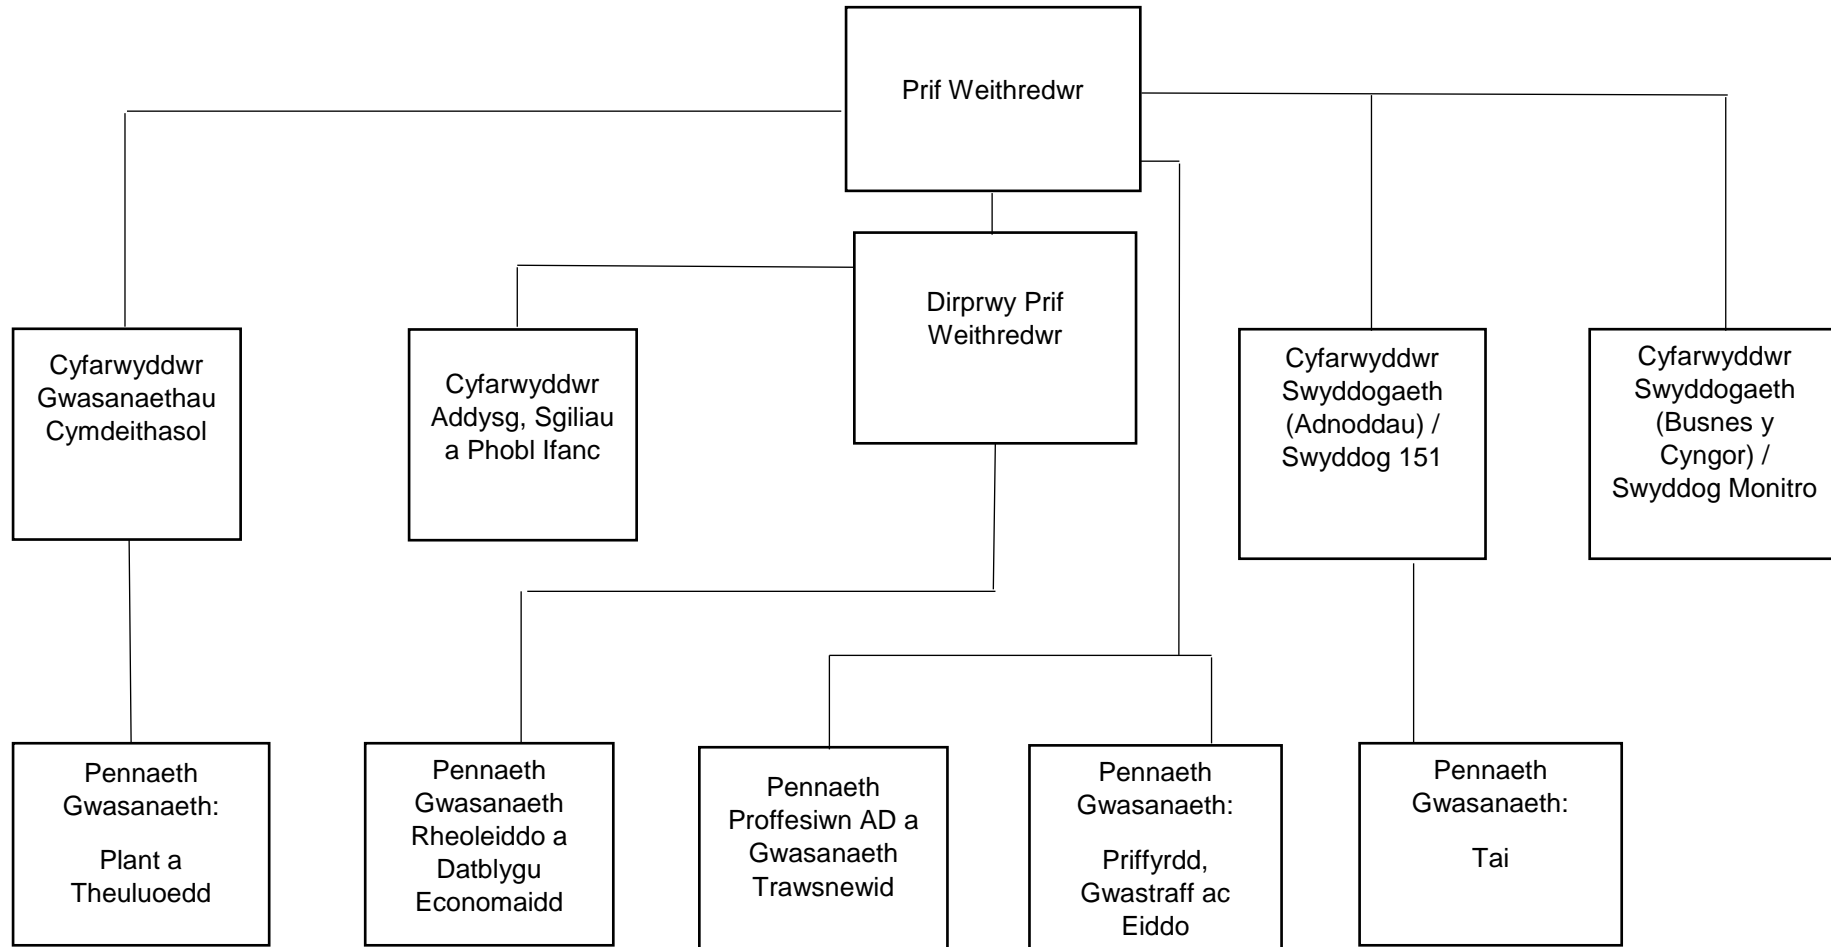 Prif Weithredwr
Dirprwy Prif
Weithredwr
Cyfarwyddwr
Gwasanaethau
Cymdeithasol
Cyfarwyddwr
Addysg, Sgiliau
a Phobl Ifanc
Cyfarwyddwr
Swyddogaeth
(Adnoddau) /
Swyddog 151
Cyfarwyddwr
Swyddogaeth
(Busnes y
Cyngor) /
Swyddog Monitro
Pennaeth
Gwasanaeth:
Plant a
Theuluoedd
Pennaeth
Gwasanaeth
Rheoleiddo a
Datblygu
Economaidd
Pennaeth
Proffesiwn AD a
Gwasanaeth
Trawsnewid
Pennaeth
Gwasanaeth:
Priffyrdd,
Gwastraff ac
Eiddo
Pennaeth
Gwasanaeth:
Tai